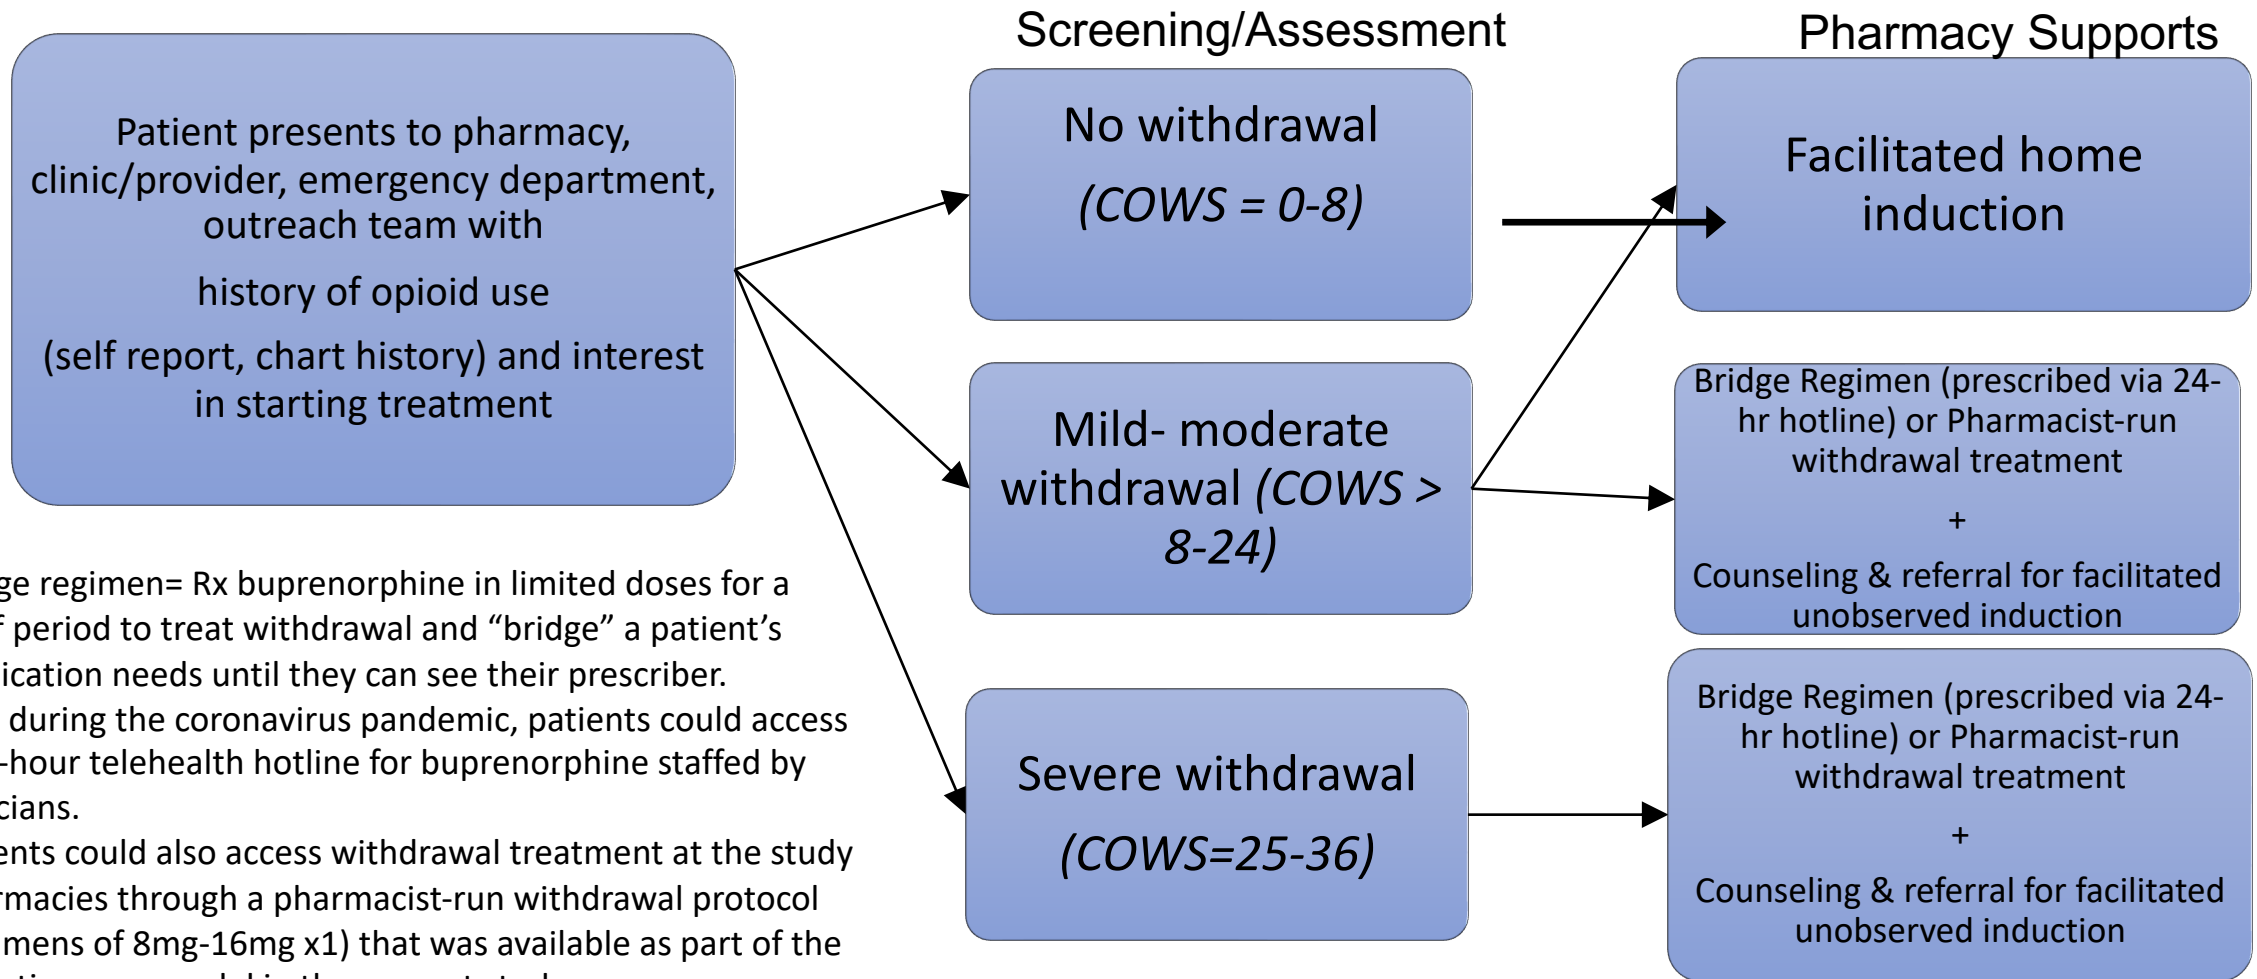 Screening/Assessment
Pharmacy Supports
Patient presents to pharmacy,
clinic/provider, emergency department,
outreach team with
history of opioid use
(self report, chart history) and interest
in starting treatment
No withdrawal
(COWS = 0-8)
Facilitated home
induction
Mild- moderate
withdrawal (COWS >
8-24)
Bridge Regimen (prescribed via 24-
hr hotline) or Pharmacist-run
withdrawal treatment
+
Counseling & referral for facilitated
unobserved induction
Severe withdrawal
(COWS=25-36)
Bridge Regimen (prescribed via 24-
hr hotline) or Pharmacist-run
withdrawal treatment
+
Counseling & referral for facilitated
unobserved induction
regimen= Rx buprenorphine in limited doses for a
period to treat withdrawal and “bridge” a patient’s
needs until they can see their prescriber.
during the coronavirus pandemic, patients could access
-hour telehealth hotline for buprenorphine staffed by
could also access withdrawal treatment at the study
through a pharmacist-run withdrawal protocol
of 8mg-16mg x1) that was available as part of the